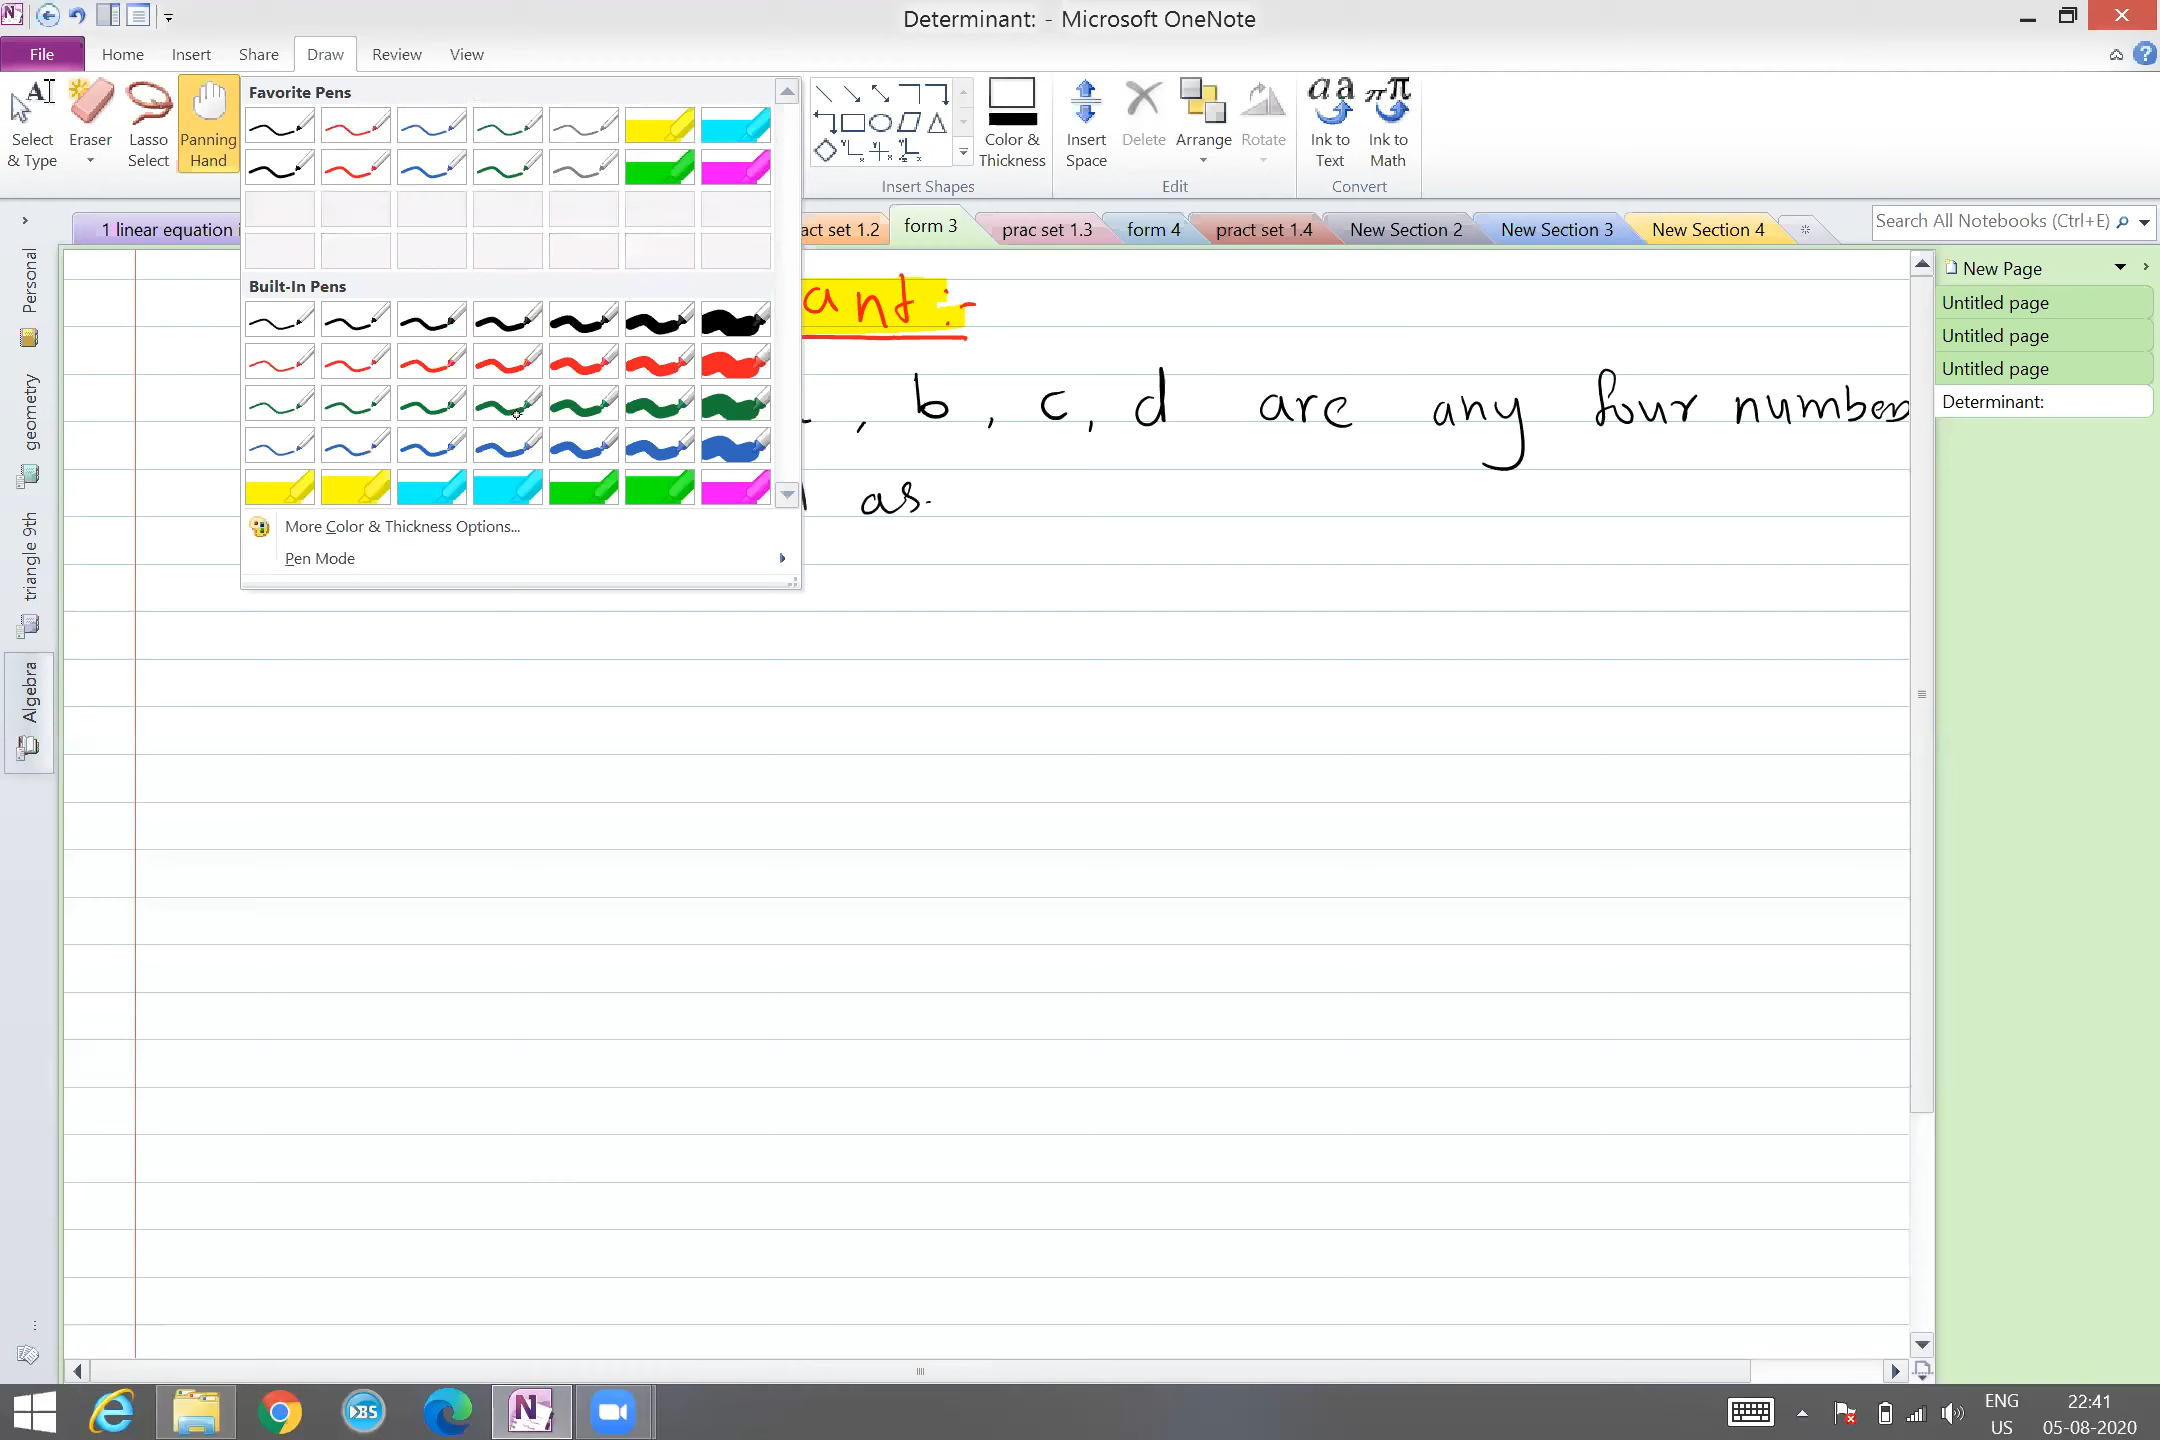 Determinant: - Microsoft OneNote
File Home Insert Share Draw Review View
Select & Type
Eraser
Lasso Select
Panning Hand
Favorite Pens
Built-In Pens
More Color & Thickness Options...
Pen Mode
Color & Thickness
Insert Shapes
Insert Space
Delete
Arrange
Rotate
Edit
Ink to Text
Ink to Math
Convert
1 linear equation i
act set 1.2
form 3
prac set 1.3
form 4
pract set 1.4
New Section 2
New Section 3
New Section 4
Search All Notebooks (Ctrl+E)
Personal
geometry
triangle 9th
Algebra
ant :-
, b , c, d are any four numbers
as.
New Page
Untitled page
Untitled page
Untitled page
Determinant:
ENG
US
22:41
05-08-2020